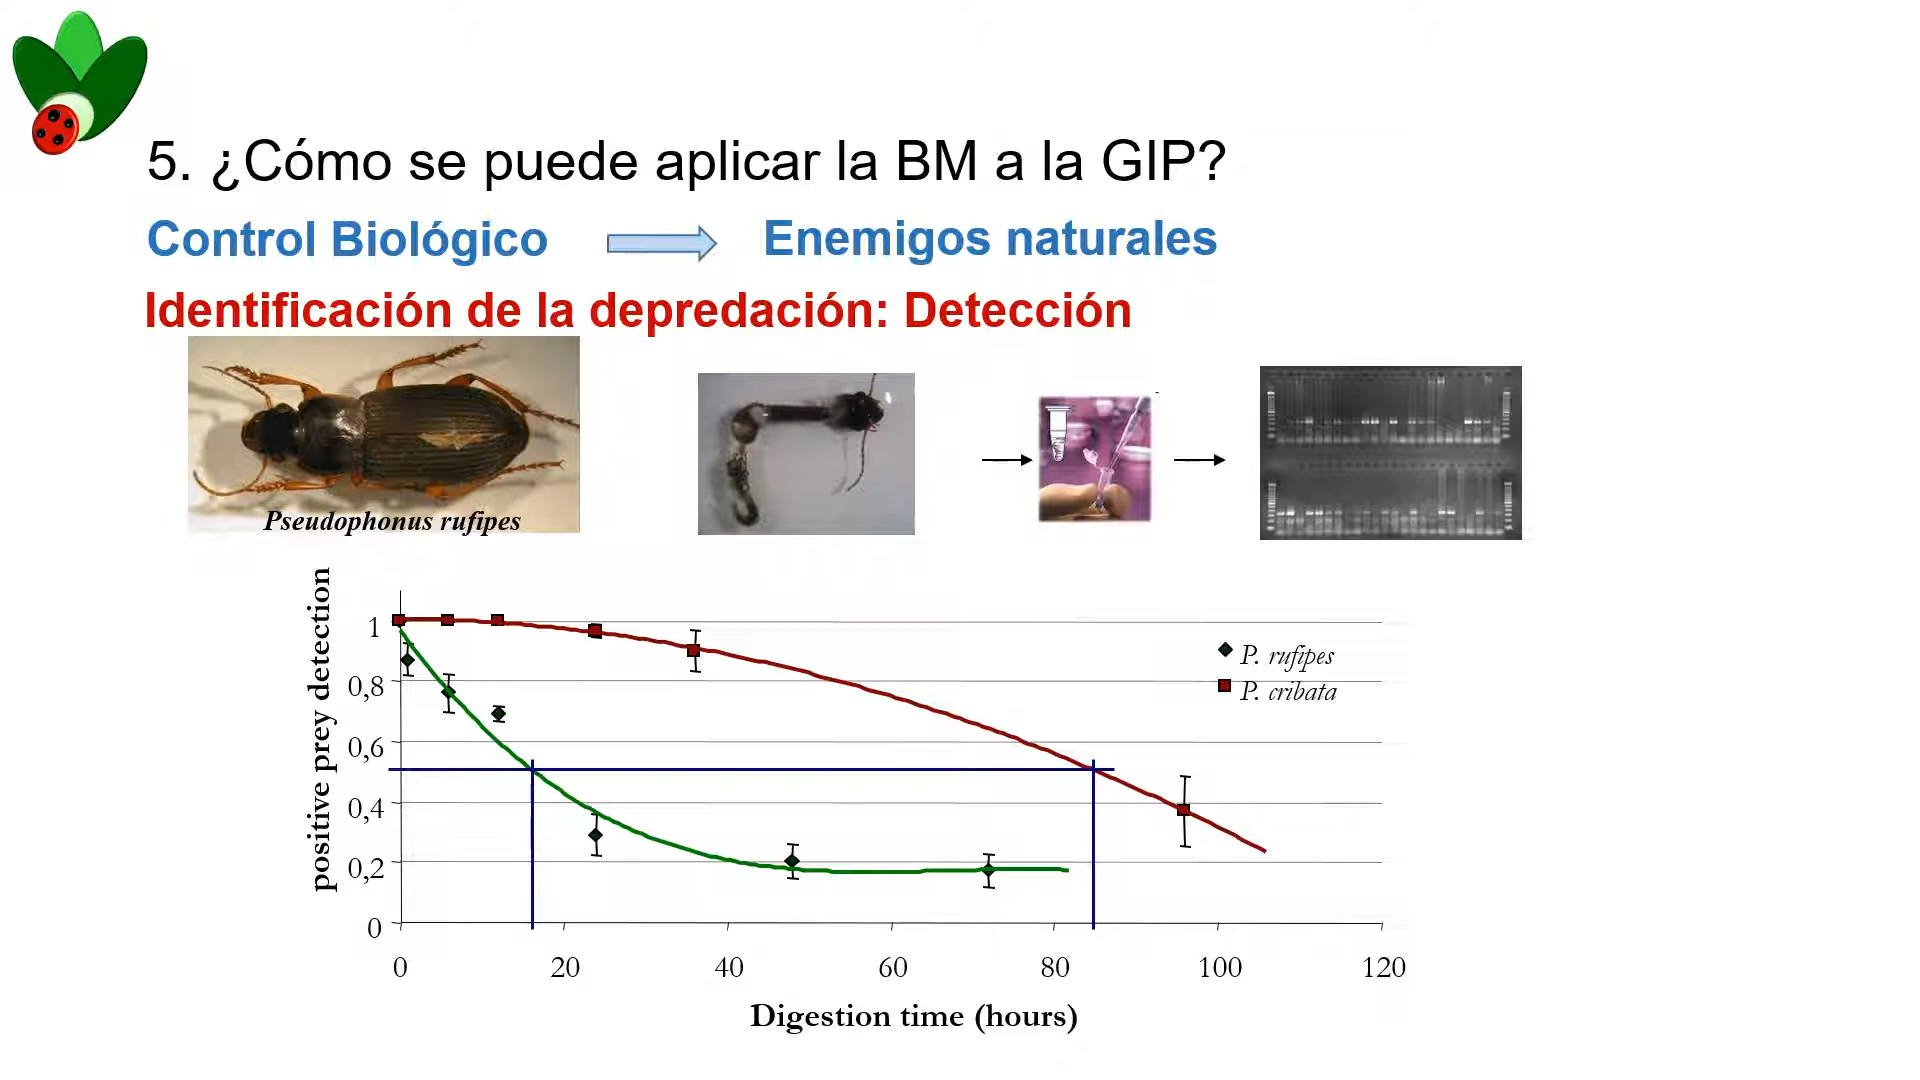 5. ¿Cómo se puede aplicar la BM a la GIP?
Control Biológico
Enemigos naturales
Identificación de la depredación: Detección
Pseudophonus rufipes
positive prey detection
1
0,8
0,6
0,4
0,2
0
P. rufipes
P. cribata
0 20 40 60 80 100 120
Digestion time (hours)